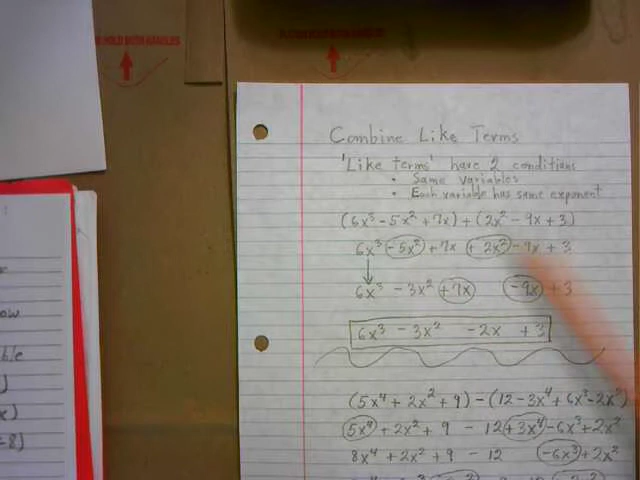 HOLD BOTH HANDLES
Combine Like Terms
'Like terms' have 2 conditions
• Same variables
• Each variable has same exponent
(6x³ - 5x² + 7x) + (2x² - 9x + 3)
6x³ - 5x² + 7x + 2x² - 9x + 3
6x³ - 3x² + 7x - 9x + 3
6x³ - 3x² - 2x + 3
(5x⁴ + 2x² + 9) - (12 - 3x⁴ + 6x³ - 2x²)
5x⁴ + 2x² + 9 - 12 + 3x⁴ - 6x³ + 2x²
8x⁴ + 2x² + 9 - 12 - 6x³ + 2x²